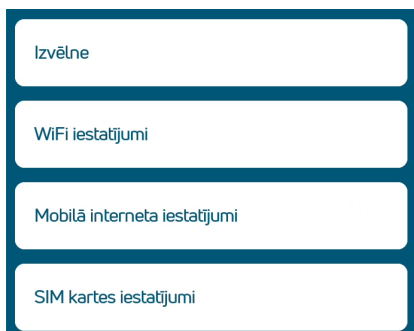 Izvēlne
WiFi iestatījumi
Mobilā interneta iestatījumi
SIM kartes iestatījumi